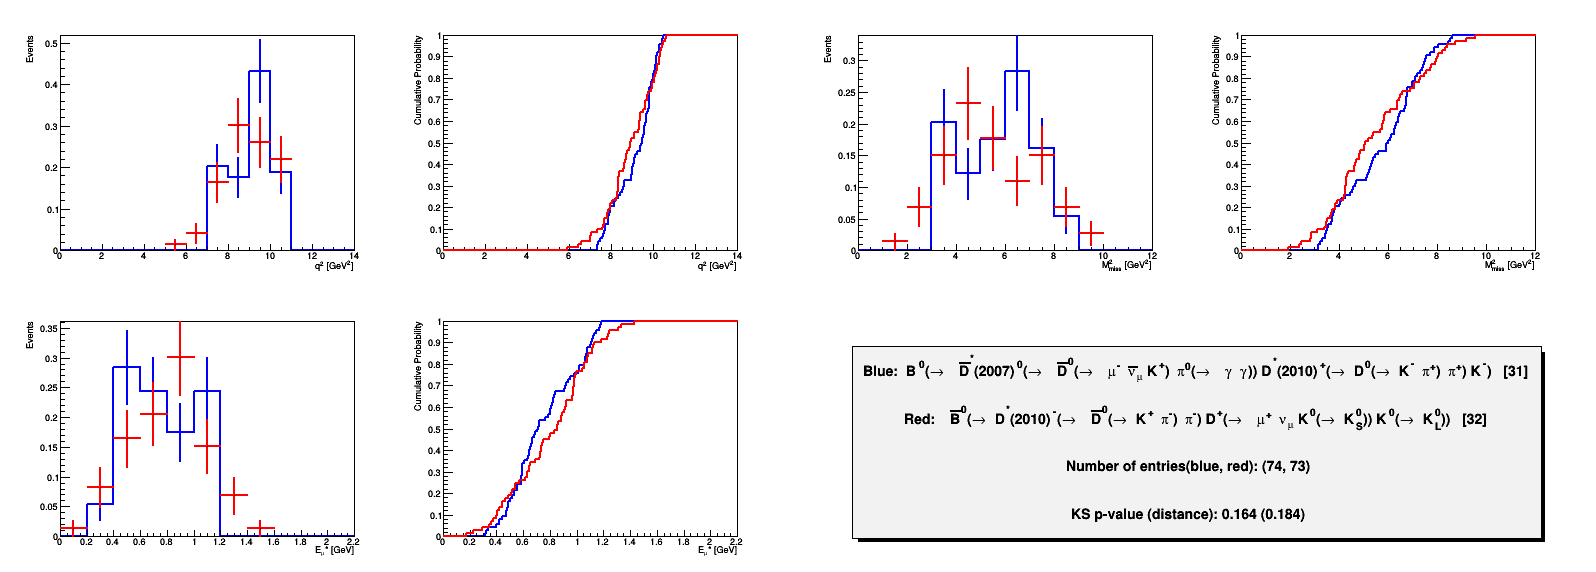 Events
0.5
0.4
0.3
0.2
0.1
0
0 2 4 6 8 10 12 14
q² [GeV²]
Cumulative Probability
1
0.9
0.8
0.7
0.6
0.5
0.4
0.3
0.2
0.1
0
0 2 4 6 8 10 12 14
q² [GeV²]
Events
0.3
0.25
0.2
0.15
0.1
0.05
0
0 2 4 6 8 10 12
M²miss [GeV²]
Cumulative Probability
1
0.9
0.8
0.7
0.6
0.5
0.4
0.3
0.2
0.1
0
0 2 4 6 8 10 12
M²miss [GeV²]
Events
0.35
0.3
0.25
0.2
0.15
0.1
0.05
0
0 0.2 0.4 0.6 0.8 1 1.2 1.4 1.6 1.8 2 2.2
Eμ* [GeV]
Cumulative Probability
1
0.9
0.8
0.7
0.6
0.5
0.4
0.3
0.2
0.1
0
0 0.2 0.4 0.6 0.8 1 1.2 1.4 1.6 1.8 2 2.2
Eμ* [GeV]
Blue: B⁰(→ D̅*(2007)⁰(→ D̅⁰(→ μ⁻ ν̅μ K⁺) π⁰(→ γ γ)) D*(2010)⁺(→ D⁰(→ K⁻ π⁺) π⁺) K⁻) [31]
Red: B̅⁰(→ D*(2010)⁻(→ D̅⁰(→ K⁺ π⁻) π⁻) D⁺(→ μ⁺ νμ K⁰(→ K⁰S)) K⁰(→ K⁰L)) [32]
Number of entries(blue, red): (74, 73)
KS p-value (distance): 0.164 (0.184)